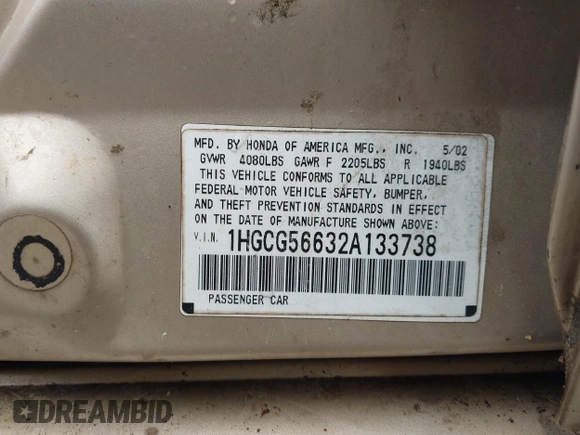 MFD. BY HONDA OF AMERICA MFG., INC. 5/02
GVWR 4080LBS GAWR F 2205LBS R 1940LBS
THIS VEHICLE CONFORMS TO ALL APPLICABLE
FEDERAL MOTOR VEHICLE SAFETY, BUMPER,
AND THEFT PREVENTION STANDARDS IN EFFECT
ON THE DATE OF MANUFACTURE SHOWN ABOVE:
V.I.N. 1HGCG56632A133738
PASSENGER CAR
DREAMBID